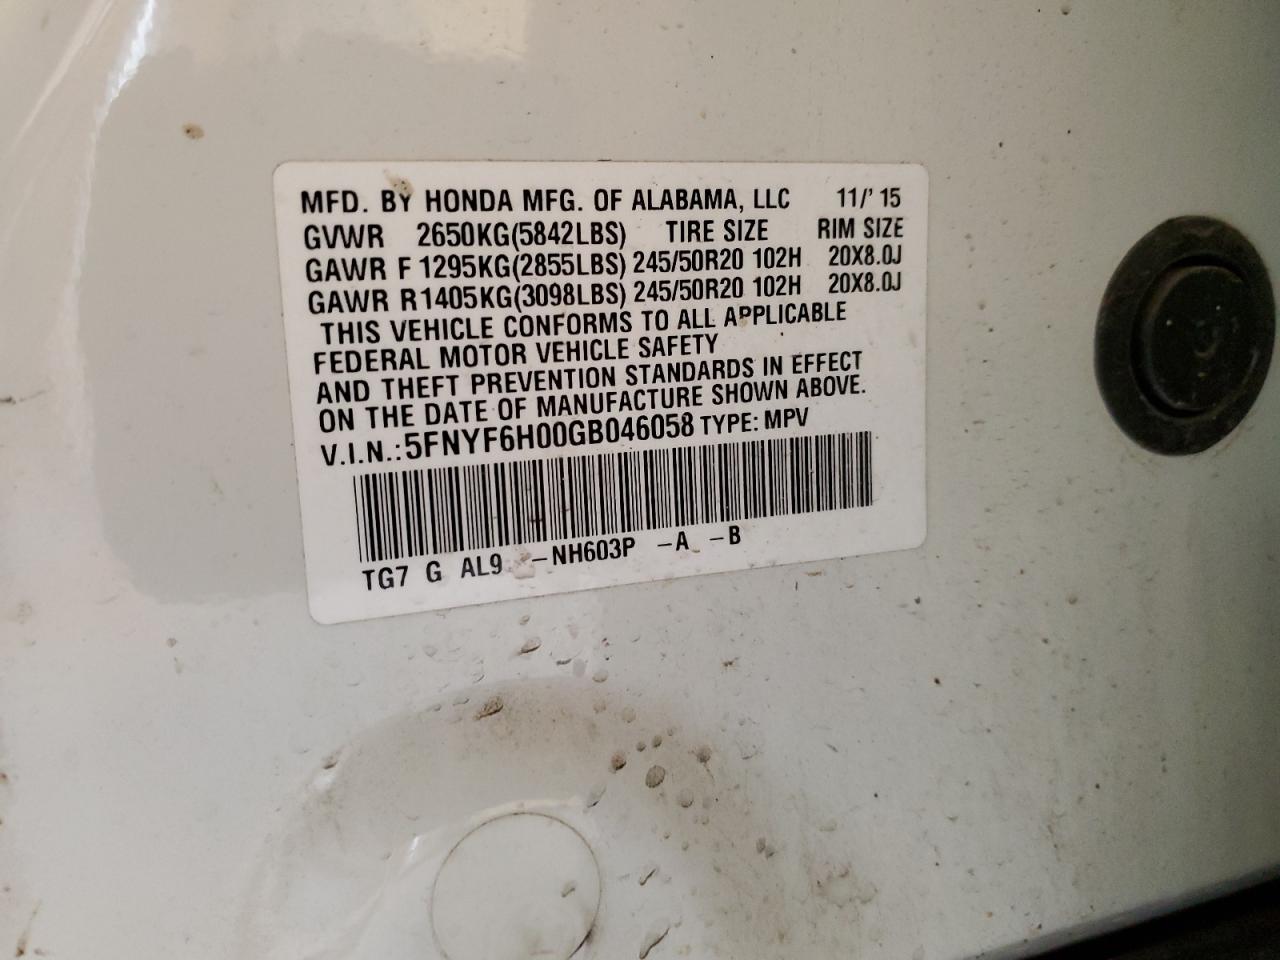 MFD. BY HONDA MFG. OF ALABAMA, LLC 11/'15
GVWR 2650KG(5842LBS) TIRE SIZE RIM SIZE
GAWR F 1295KG(2855LBS) 245/50R20 102H 20X8.0J
GAWR R 1405KG(3098LBS) 245/50R20 102H 20X8.0J
THIS VEHICLE CONFORMS TO ALL APPLICABLE
FEDERAL MOTOR VEHICLE SAFETY
AND THEFT PREVENTION STANDARDS IN EFFECT
ON THE DATE OF MANUFACTURE SHOWN ABOVE.
V.I.N.: 5FNYF6H00GB046058 TYPE: MPV
TG7 G AL9 -NH603P -A -B